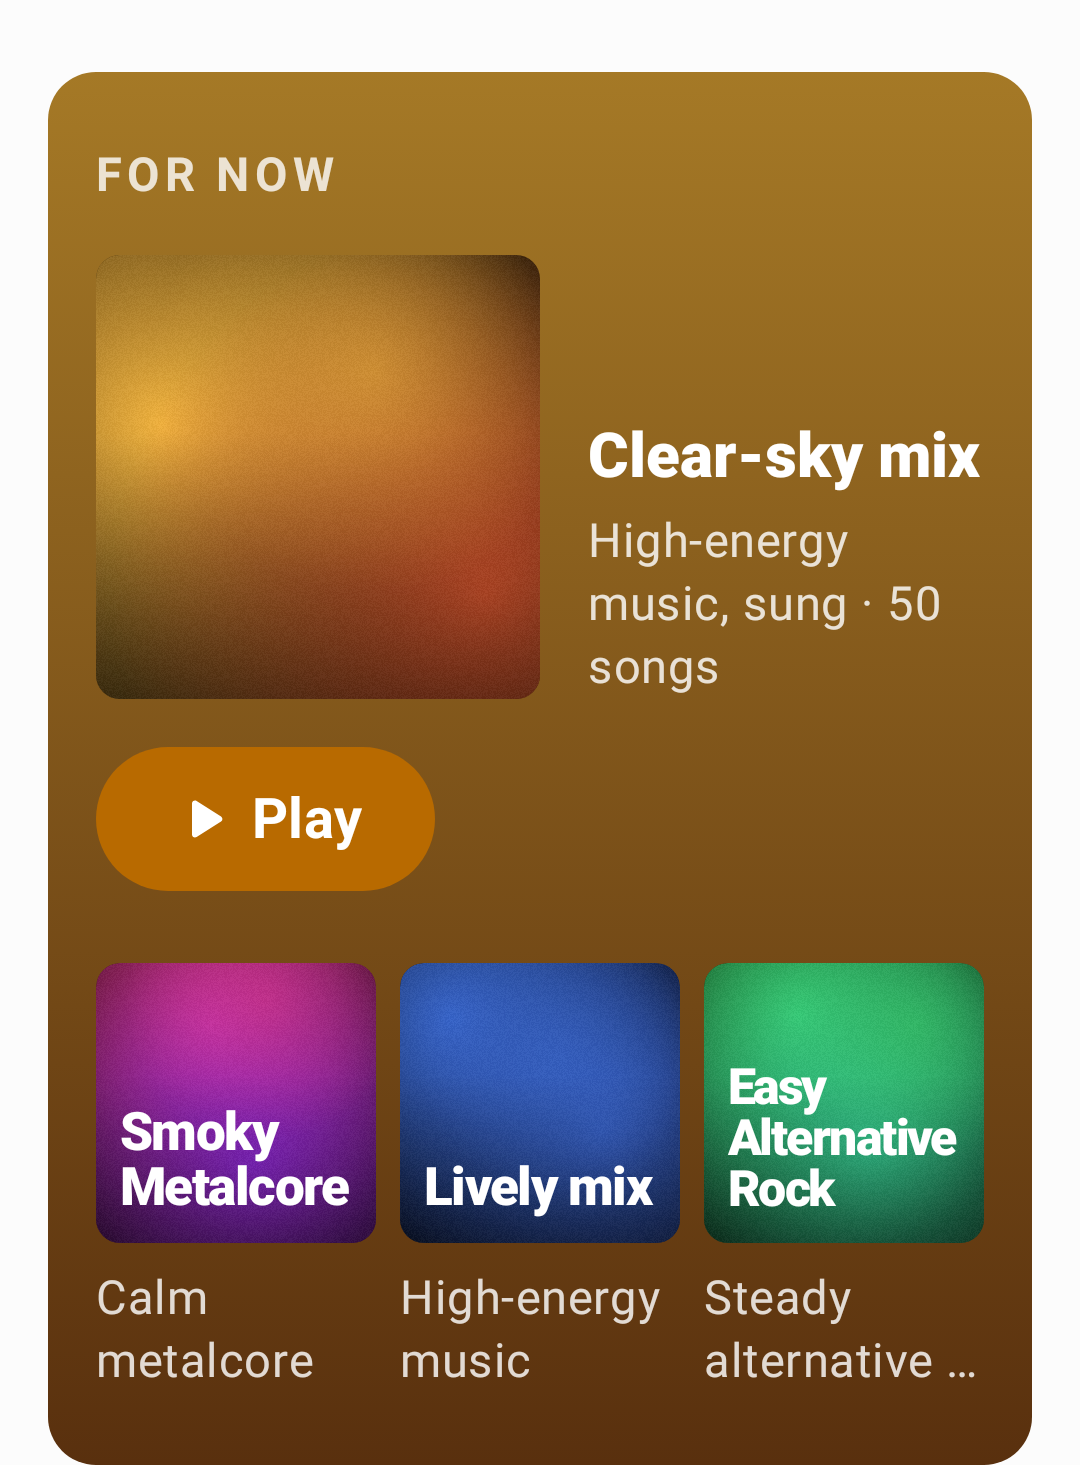 FOR NOW
Clear-sky mix
High-energy
music, sung · 50
songs
Play
Smoky
Metalcore
Lively mix
Easy
Alternative
Rock
Calm
metalcore
High-energy
music
Steady
alternative …